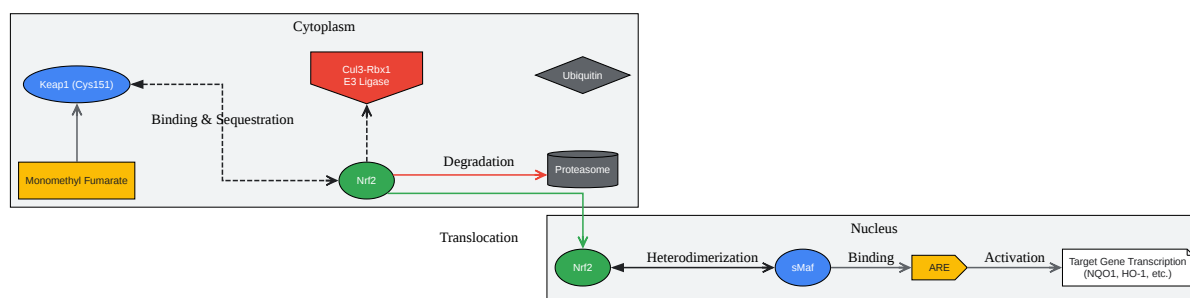 Cytoplasm
Keap1 (Cys151)
Cul3-Rbx1
E3 Ligase
Ubiquitin
Binding & Sequestration
Monomethyl Fumarate
Nrf2
Degradation
Proteasome
Translocation
Nucleus
Nrf2
Heterodimerization
sMaf
Binding
ARE
Activation
Target Gene Transcription
(NQO1, HO-1, etc.)